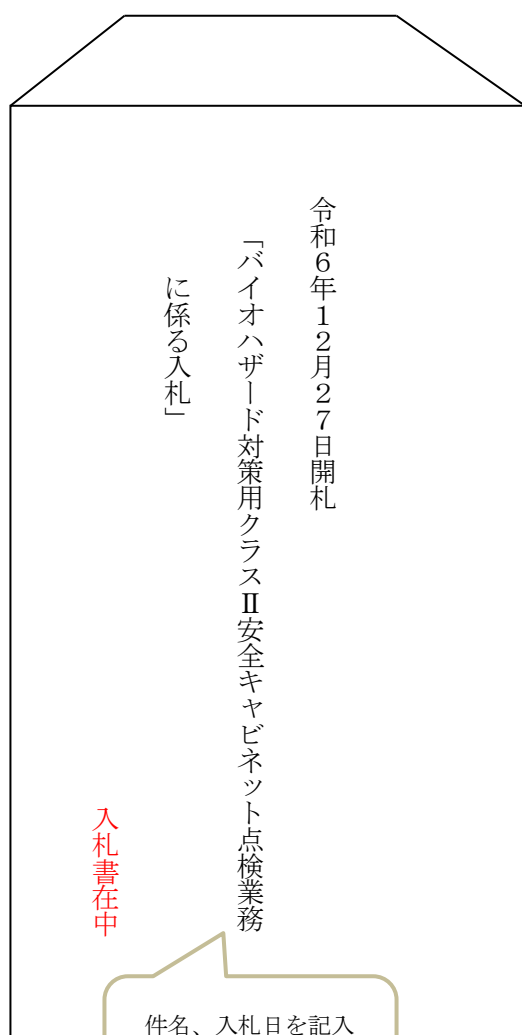 令和６年１２月２７日開札
「バイオハザード対策用クラスⅡ安全キャビネット点検業務
に係る入札」
入札書在中
件名、入札日を記入